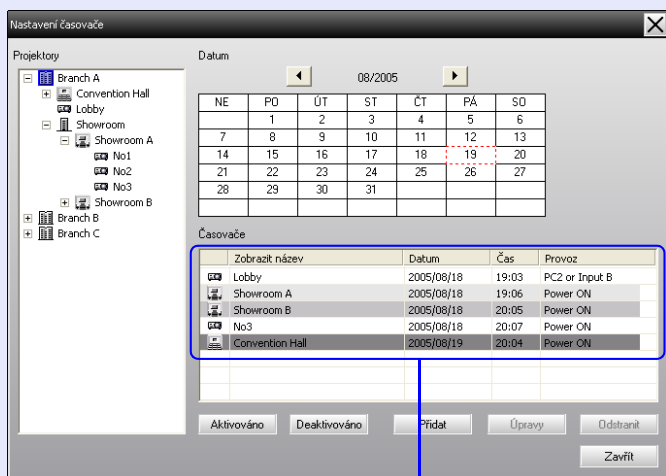 Nastavení časovače
Projektory
Branch A
Convention Hall
Lobby
Showroom
Showroom A
No1
No2
No3
Showroom B
Branch B
Branch C
Datum
08/2005
NE PO ÚT ST ČT PÁ SO
1 2 3 4 5 6
7 8 9 10 11 12 13
14 15 16 17 18 19 20
21 22 23 24 25 26 27
28 29 30 31
Časovače
Zobrazit název Datum Čas Provoz
Lobby 2005/08/18 19:03 PC2 or Input B
Showroom A 2005/08/18 19:06 Power ON
Showroom B 2005/08/18 20:05 Power ON
No3 2005/08/18 20:07 Power ON
Convention Hall 2005/08/19 20:04 Power ON
Aktivováno Deaktivováno Přidat Úpravy Odstranit
Zavřít